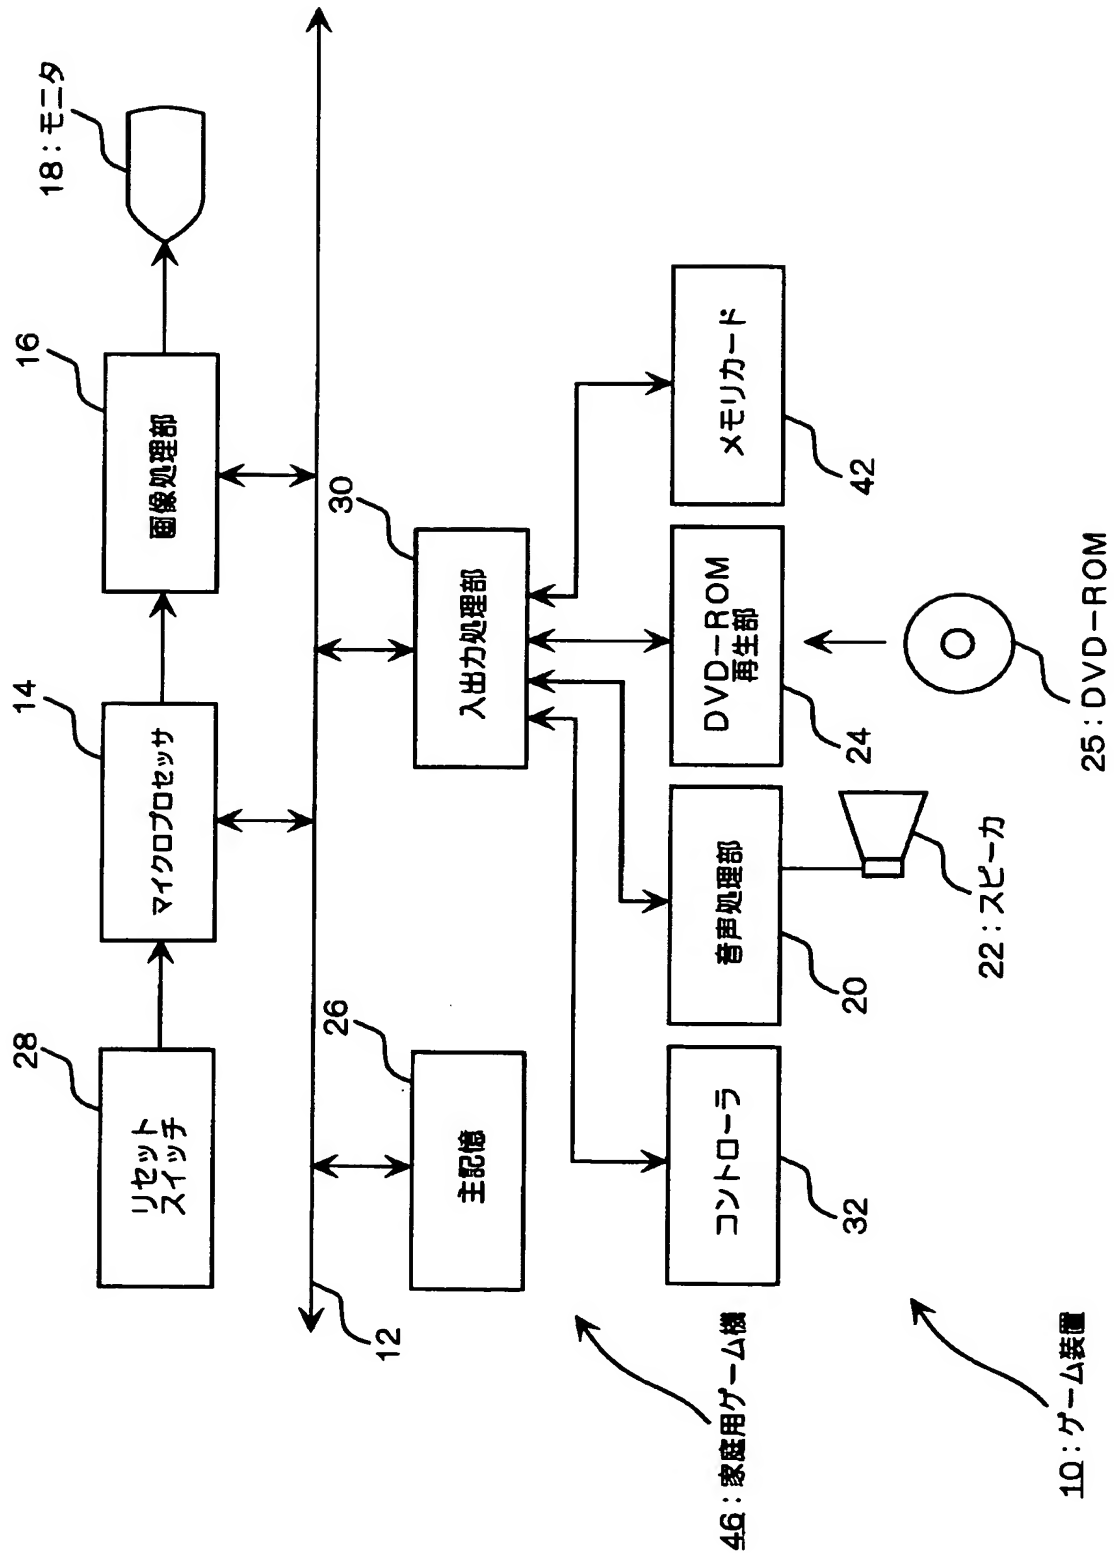 28
リセット
スイッチ
14
マイクロプロセッサ
16
画像処理部
18：モニタ
12
26
主記憶
30
入出力処理部
コントローラ
32
音声処理部
20
22：スピーカ
DVD−ROM
再生部
24
25：DVD−ROM
メモリカード
42
46：家庭用ゲーム機
10：ゲーム装置